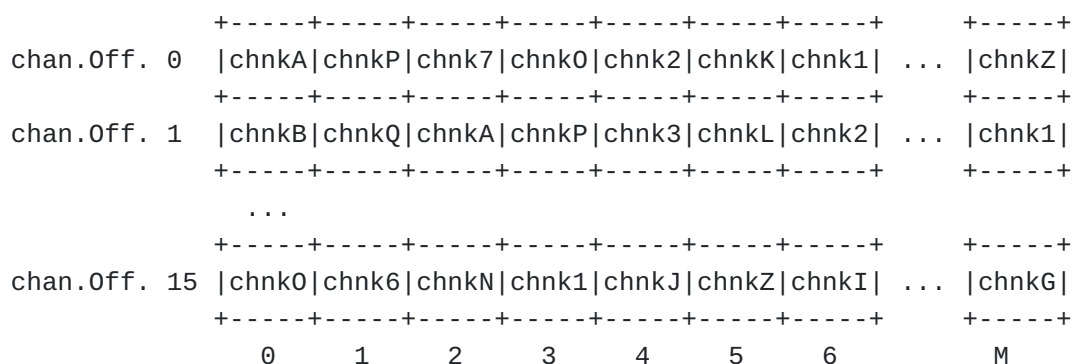 +-----+-----+-----+-----+-----+-----+-----+     +-----+
chan.Off. 0  |chnkA|chnkP|chnk7|chnkO|chnk2|chnkK|chnk1| ... |chnkZ|
+-----+-----+-----+-----+-----+-----+-----+     +-----+
chan.Off. 1  |chnkB|chnkQ|chnkA|chnkP|chnk3|chnkL|chnk2| ... |chnk1|
+-----+-----+-----+-----+-----+-----+-----+     +-----+
...
+-----+-----+-----+-----+-----+-----+-----+     +-----+
chan.Off. 15 |chnkO|chnk6|chnkN|chnk1|chnkJ|chnkZ|chnkI| ... |chnkG|
+-----+-----+-----+-----+-----+-----+-----+     +-----+
0     1     2     3     4     5     6          M